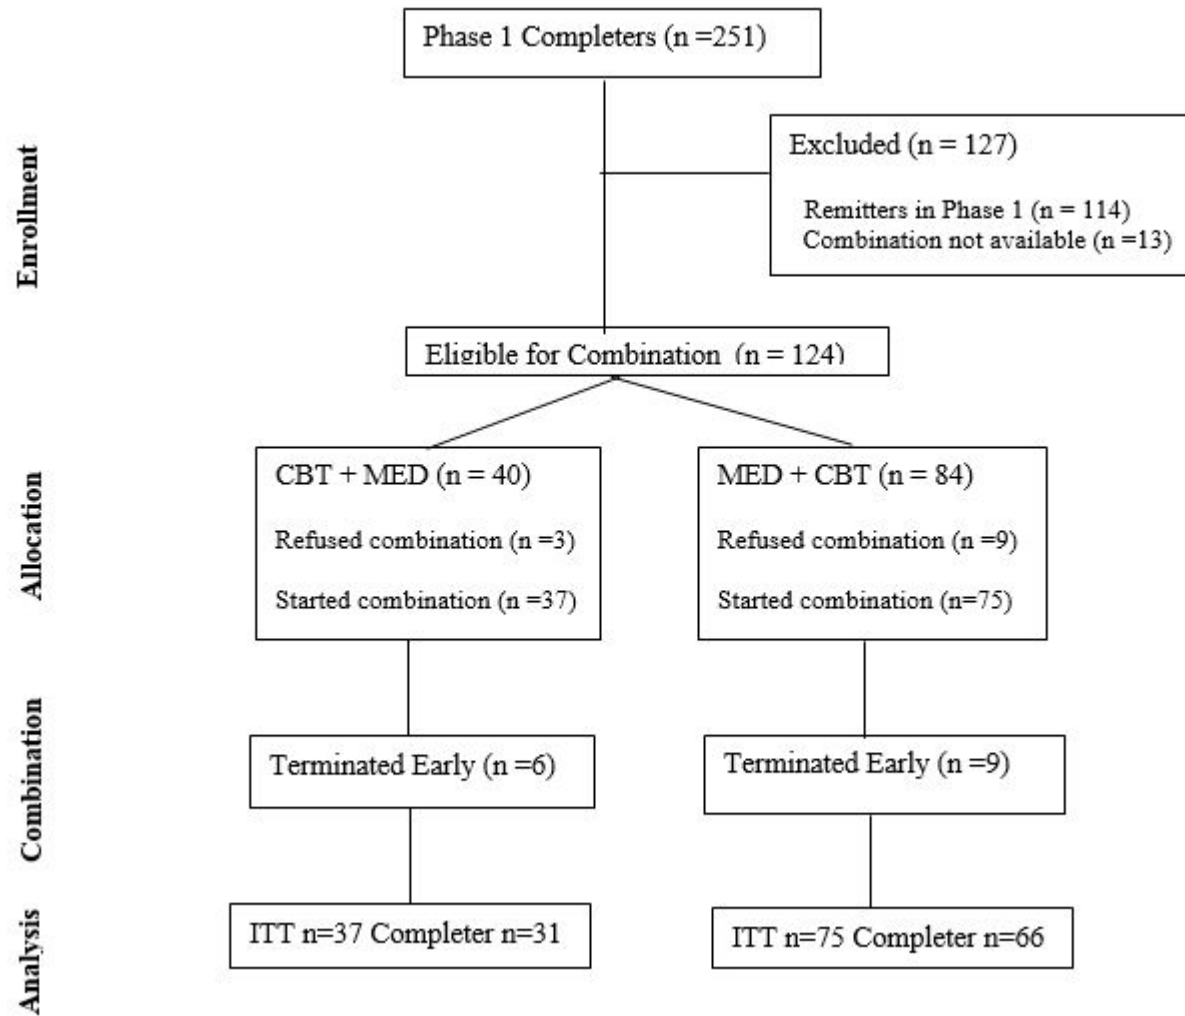 Phase 1 Completers (n =251)
Enrollment
Excluded (n = 127)
Remitters in Phase 1 (n = 114)
Combination not available (n =13)
Eligible for Combination (n = 124)
Allocation
CBT + MED (n = 40)
Refused combination (n =3)
Started combination (n =37)
MED + CBT (n = 84)
Refused combination (n =9)
Started combination (n=75)
Combination
Terminated Early (n =6)
Terminated Early (n =9)
Analysis
ITT n=37 Completer n=31
ITT n=75 Completer n=66